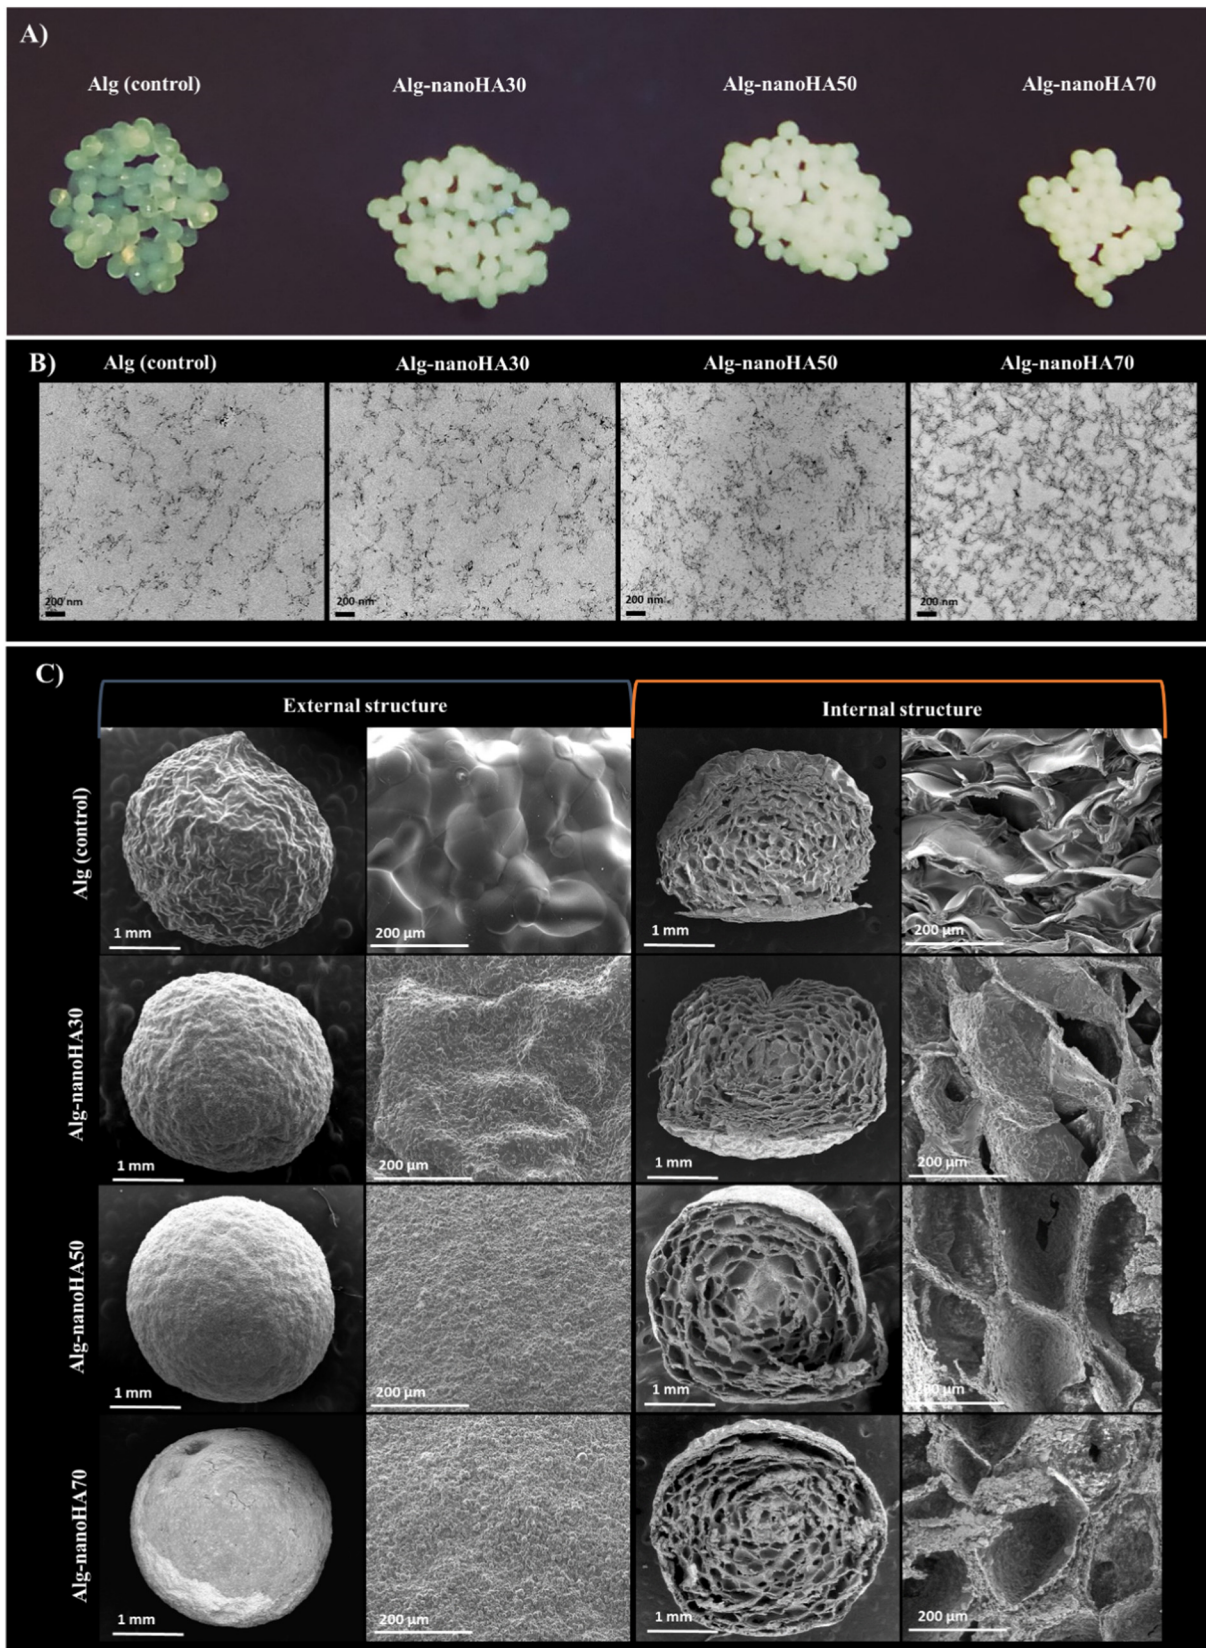 A)
Alg (control) Alg-nanoHA30 Alg-nanoHA50 Alg-nanoHA70
B) Alg (control) Alg-nanoHA30 Alg-nanoHA50 Alg-nanoHA70
200 nm 200 nm 200 nm 200 nm
C)
External structure Internal structure
Alg (control)
1 mm 200 µm 1 mm 200 µm
Alg-nanoHA30
1 mm 200 µm 1 mm 200 µm
Alg-nanoHA50
1 mm 200 µm 1 mm 200 µm
Alg-nanoHA70
1 mm 200 µm 1 mm 200 µm